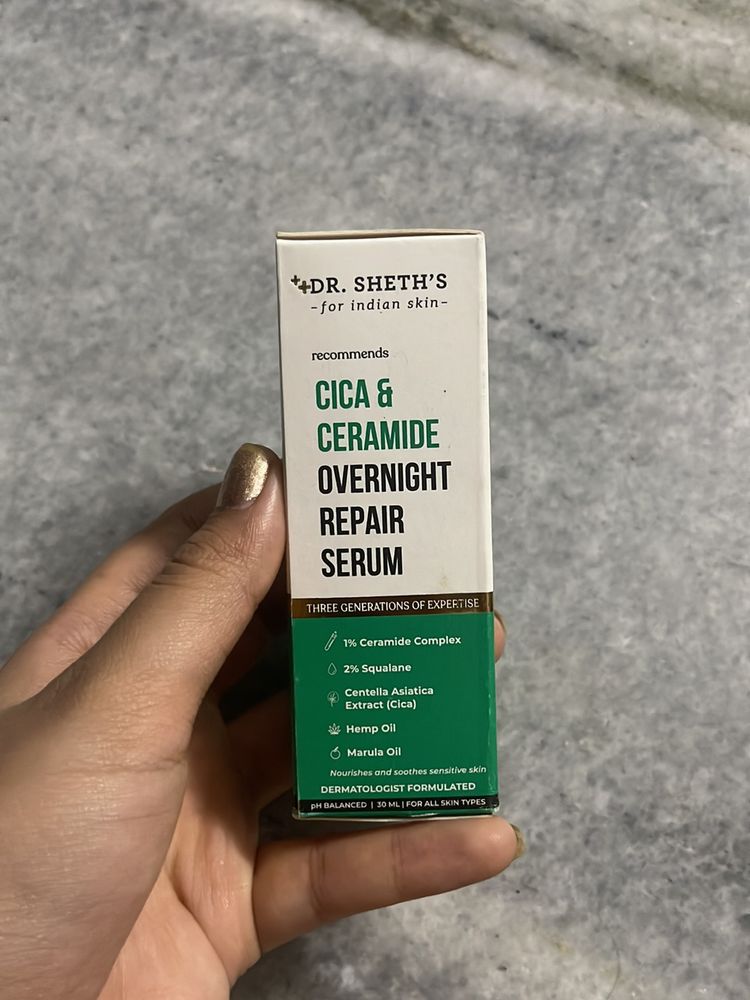 DR. SHETH'S
-for indian skin-
recommends
CICA &
CERAMIDE
OVERNIGHT
REPAIR
SERUM
THREE GENERATIONS OF EXPERTISE
1% Ceramide Complex
2% Squalane
Centella Asiatica
Extract (Cica)
Hemp Oil
Marula Oil
Nourishes and soothes sensitive skin
DERMATOLOGIST FORMULATED
pH BALANCED | 30 ML | FOR ALL SKIN TYPES